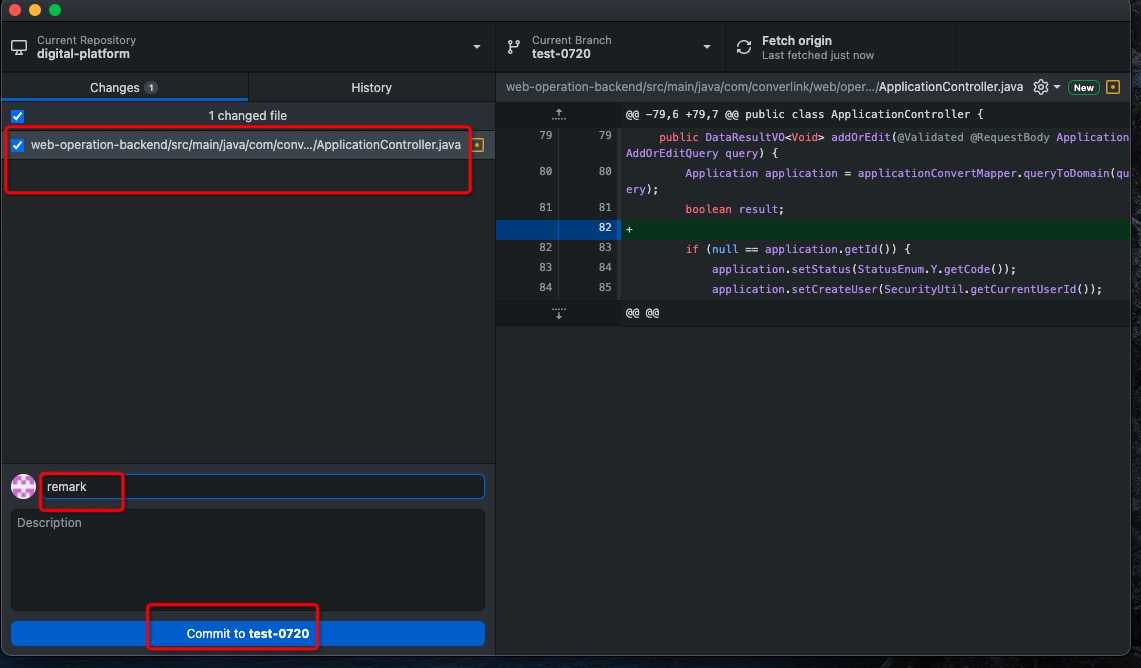 Current Repository
digital-platform
Current Branch
test-0720
Fetch origin
Last fetched just now
Changes 1
History
1 changed file
web-operation-backend/src/main/java/com/conv.../ApplicationController.java
remark
Description
Commit to test-0720
web-operation-backend/src/main/java/com/converlink/web/oper.../ApplicationController.java
New
@@ -79,6 +79,7 @@ public class ApplicationController {
79 79 public DataResultVO<Void> addOrEdit(@Validated @RequestBody Application
AddOrEditQuery query) {
80 80 Application application = applicationConvertMapper.queryToDomain(qu
ery);
81 81 boolean result;
82 +
82 83 if (null == application.getId()) {
83 84 application.setStatus(StatusEnum.Y.getCode());
84 85 application.setCreateUser(SecurityUtil.getCurrentUserId());
@@ @@